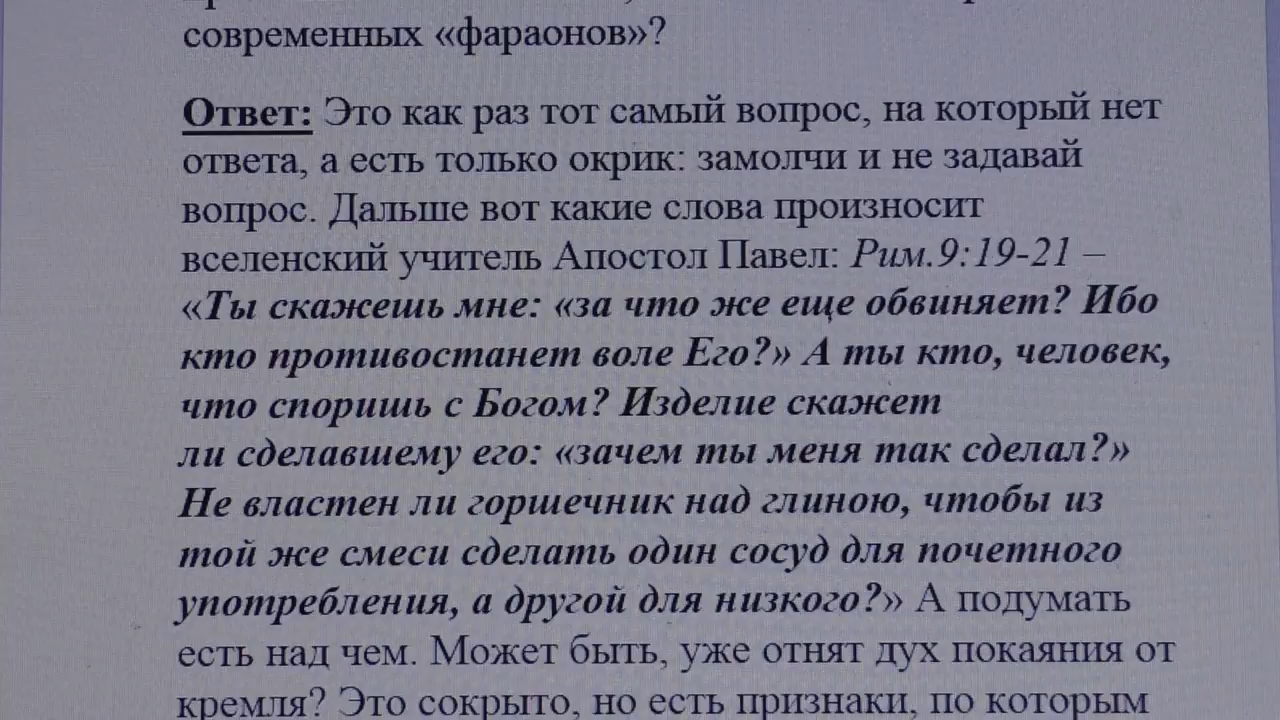 современных «фараонов»?
Ответ: Это как раз тот самый вопрос, на который нет
ответа, а есть только окрик: замолчи и не задавай
вопрос. Дальше вот какие слова произносит
вселенский учитель Апостол Павел: Рим.9:19-21 –
«Ты скажешь мне: «за что же еще обвиняет? Ибо
кто противостанет воле Его?» А ты кто, человек,
что споришь с Богом? Изделие скажет
ли сделавшему его: «зачем ты меня так сделал?»
Не властен ли горшечник над глиною, чтобы из
той же смеси сделать один сосуд для почетного
употребления, а другой для низкого?» А подумать
есть над чем. Может быть, уже отнят дух покаяния от
кремля? Это сокрыто, но есть признаки, по которым